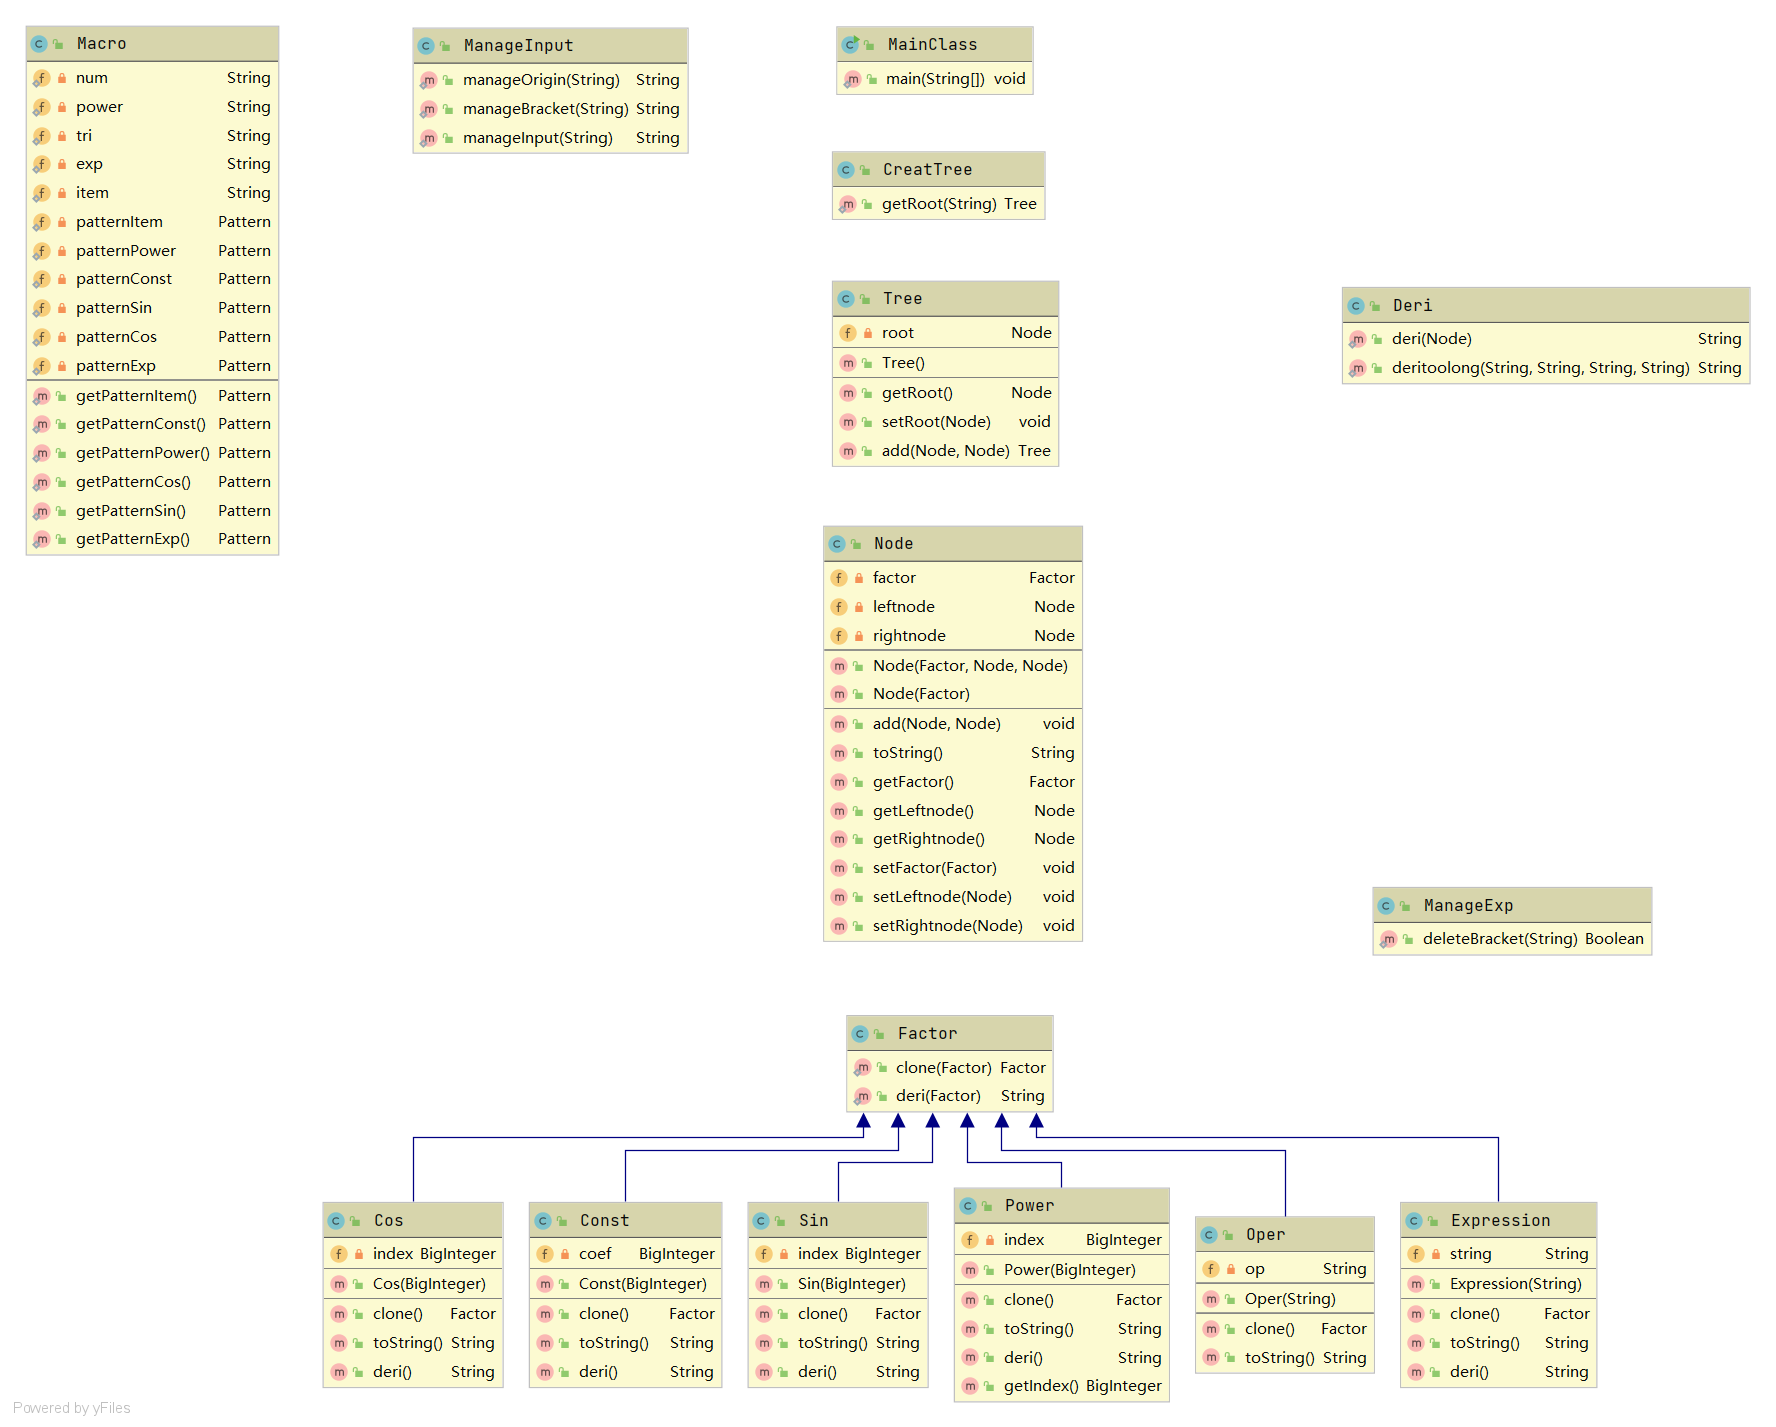 Macro
num String
power String
tri String
exp String
item String
patternItem Pattern
patternPower Pattern
patternConst Pattern
patternSin Pattern
patternCos Pattern
patternExp Pattern
getPatternItem() Pattern
getPatternConst() Pattern
getPatternPower() Pattern
getPatternCos() Pattern
getPatternSin() Pattern
getPatternExp() Pattern
ManageInput
manageOrigin(String) String
manageBracket(String) String
manageInput(String) String
MainClass
main(String[]) void
CreatTree
getRoot(String) Tree
Tree
root Node
Tree()
getRoot() Node
setRoot(Node) void
add(Node, Node) Tree
Deri
deri(Node) String
deritoolong(String, String, String, String) String
Node
factor Factor
leftnode Node
rightnode Node
Node(Factor, Node, Node)
Node(Factor)
add(Node, Node) void
toString() String
getFactor() Factor
getLeftnode() Node
getRightnode() Node
setFactor(Factor) void
setLeftnode(Node) void
setRightnode(Node) void
ManageExp
deleteBracket(String) Boolean
Factor
clone(Factor) Factor
deri(Factor) String
Cos
index BigInteger
Cos(BigInteger)
clone() Factor
toString() String
deri() String
Const
coef BigInteger
Const(BigInteger)
clone() Factor
toString() String
deri() String
Sin
index BigInteger
Sin(BigInteger)
clone() Factor
toString() String
deri() String
Power
index BigInteger
Power(BigInteger)
clone() Factor
toString() String
deri() String
getIndex() BigInteger
Oper
op String
Oper(String)
clone() Factor
toString() String
Expression
string String
Expression(String)
clone() Factor
toString() String
deri() String
Powered by yFiles